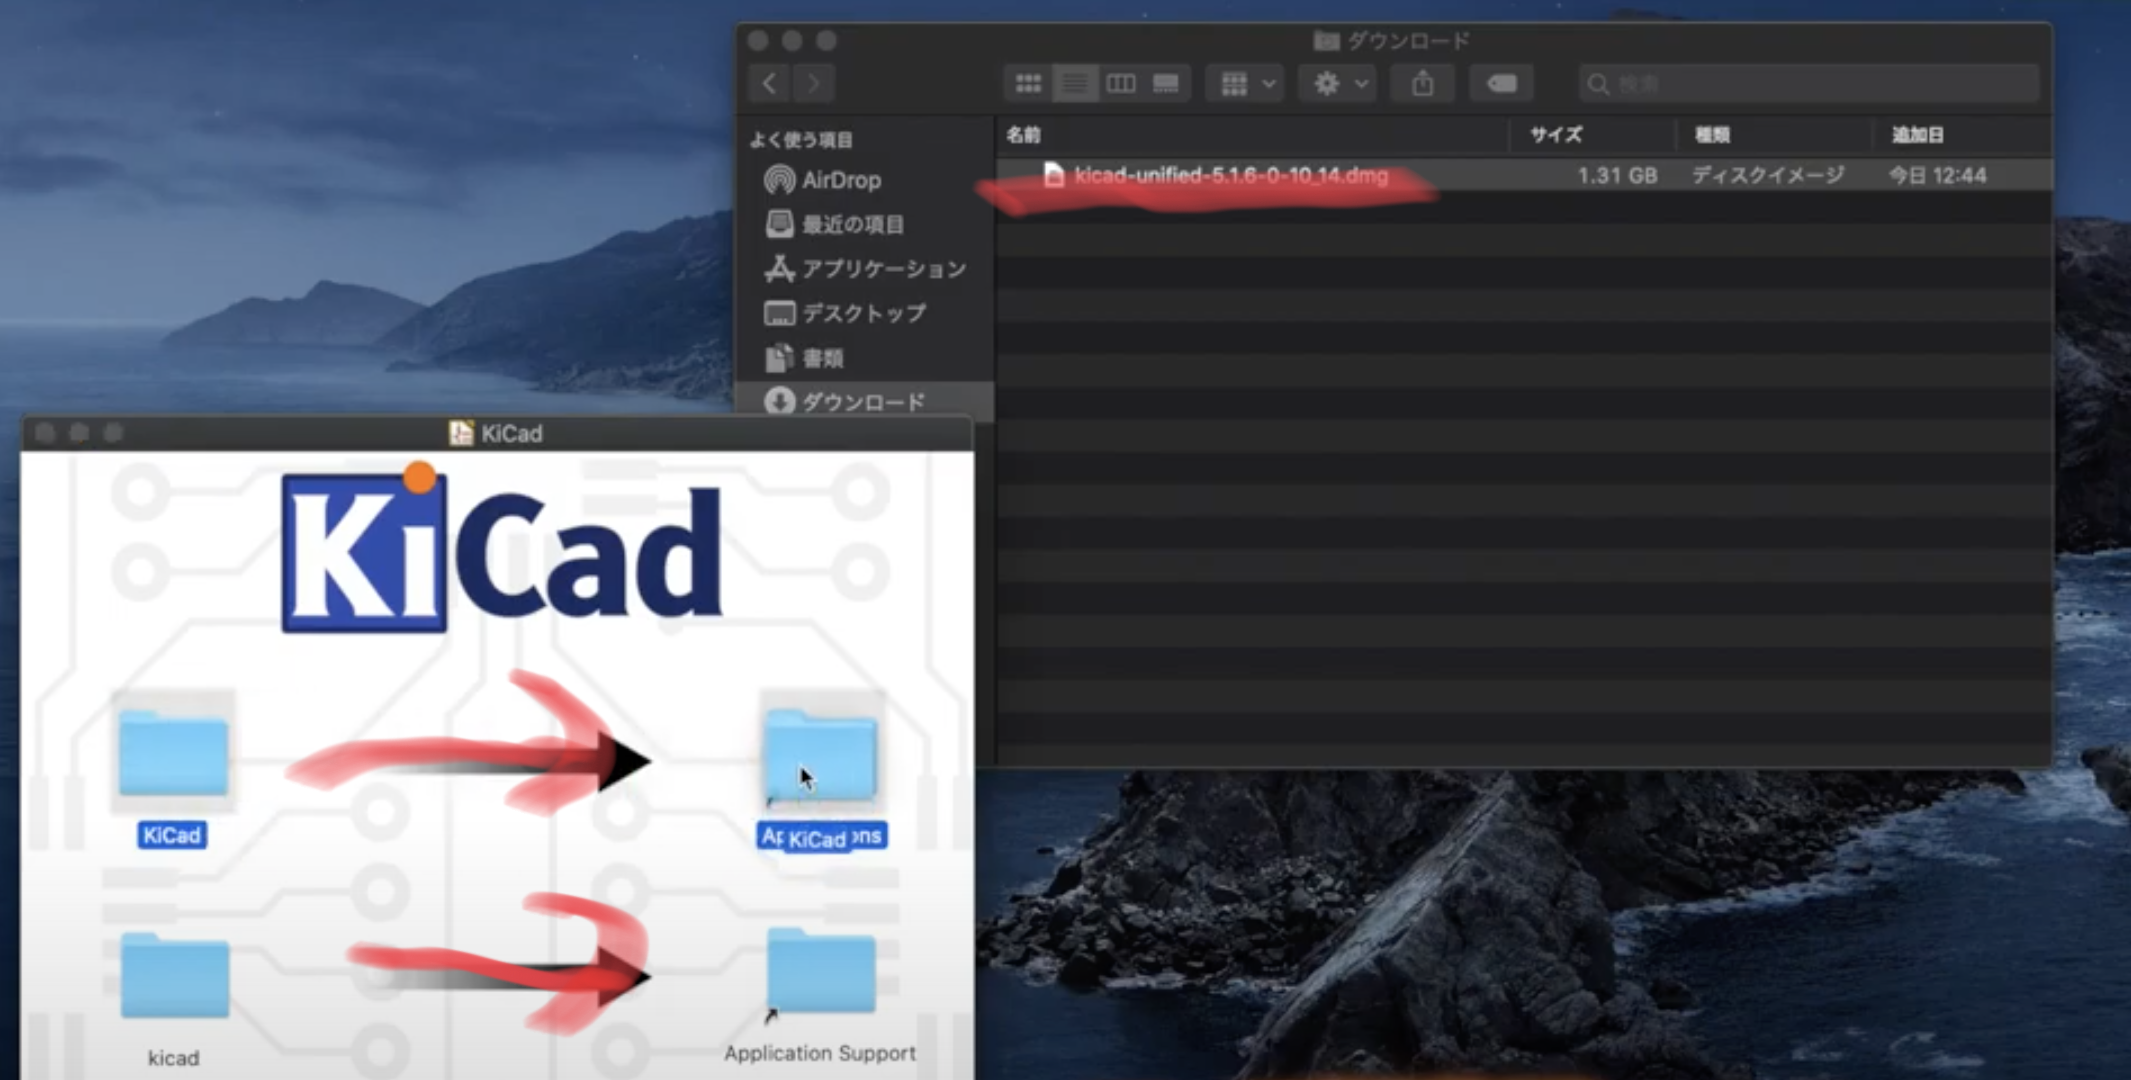 ダウンロード
検索
よく使う項目
AirDrop
最近の項目
アプリケーション
デスクトップ
書類
ダウンロード
名前 サイズ 種類 追加日
kicad-unified-5.1.6-0-10_14.dmg 1.31 GB ディスクイメージ 今日 12:44
KiCad
KiCad
KiCad
KiCad
kicad
Application Support